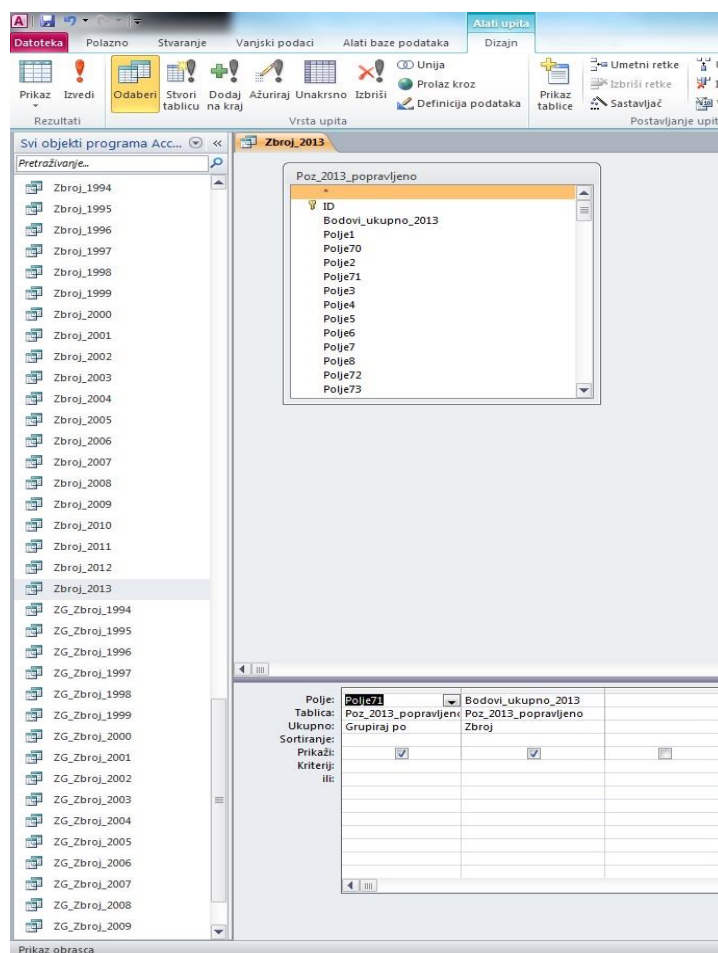 Alati upita
Datoteka Polazno Stvaranje Vanjski podaci Alati baze podataka Dizajn
Prikaz
Izvedi
Odaberi
Stvori tablicu
Dodaj na kraj
Ažuriraj
Unakrsno
Izbriši
Unija
Prolaz kroz
Definicija podataka
Prikaz tablice
Umetni retke
Izbriši retke
Sastavljač
Rezultati
Vrsta upita
Postavljanje upit
Svi objekti programa Acc...
Pretraživanje...
Zbroj_1994
Zbroj_1995
Zbroj_1996
Zbroj_1997
Zbroj_1998
Zbroj_1999
Zbroj_2000
Zbroj_2001
Zbroj_2002
Zbroj_2003
Zbroj_2004
Zbroj_2005
Zbroj_2006
Zbroj_2007
Zbroj_2008
Zbroj_2009
Zbroj_2010
Zbroj_2011
Zbroj_2012
Zbroj_2013
ZG_Zbroj_1994
ZG_Zbroj_1995
ZG_Zbroj_1996
ZG_Zbroj_1997
ZG_Zbroj_1998
ZG_Zbroj_1999
ZG_Zbroj_2000
ZG_Zbroj_2001
ZG_Zbroj_2002
ZG_Zbroj_2003
ZG_Zbroj_2004
ZG_Zbroj_2005
ZG_Zbroj_2006
ZG_Zbroj_2007
ZG_Zbroj_2008
ZG_Zbroj_2009
Zbroj_2013
Poz_2013_popravljeno
*
ID
Bodovi_ukupno_2013
Polje1
Polje70
Polje2
Polje71
Polje3
Polje4
Polje5
Polje6
Polje7
Polje8
Polje72
Polje73
Polje: Polje71 Bodovi_ukupno_2013
Tablica: Poz_2013_popravljeno Poz_2013_popravljeno
Ukupno: Grupiraj po Zbroj
Sortiranje:
Prikaži:
Kriterij:
ili:
Prikaz obrasca